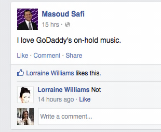 Masoud Safi
13 hrs
I love GoDaddy's on-hold music.
Like · Comment · Share
Lorraine Williams likes this.
Lorraine Williams Not
14 hours ago · Like
Write a comment...